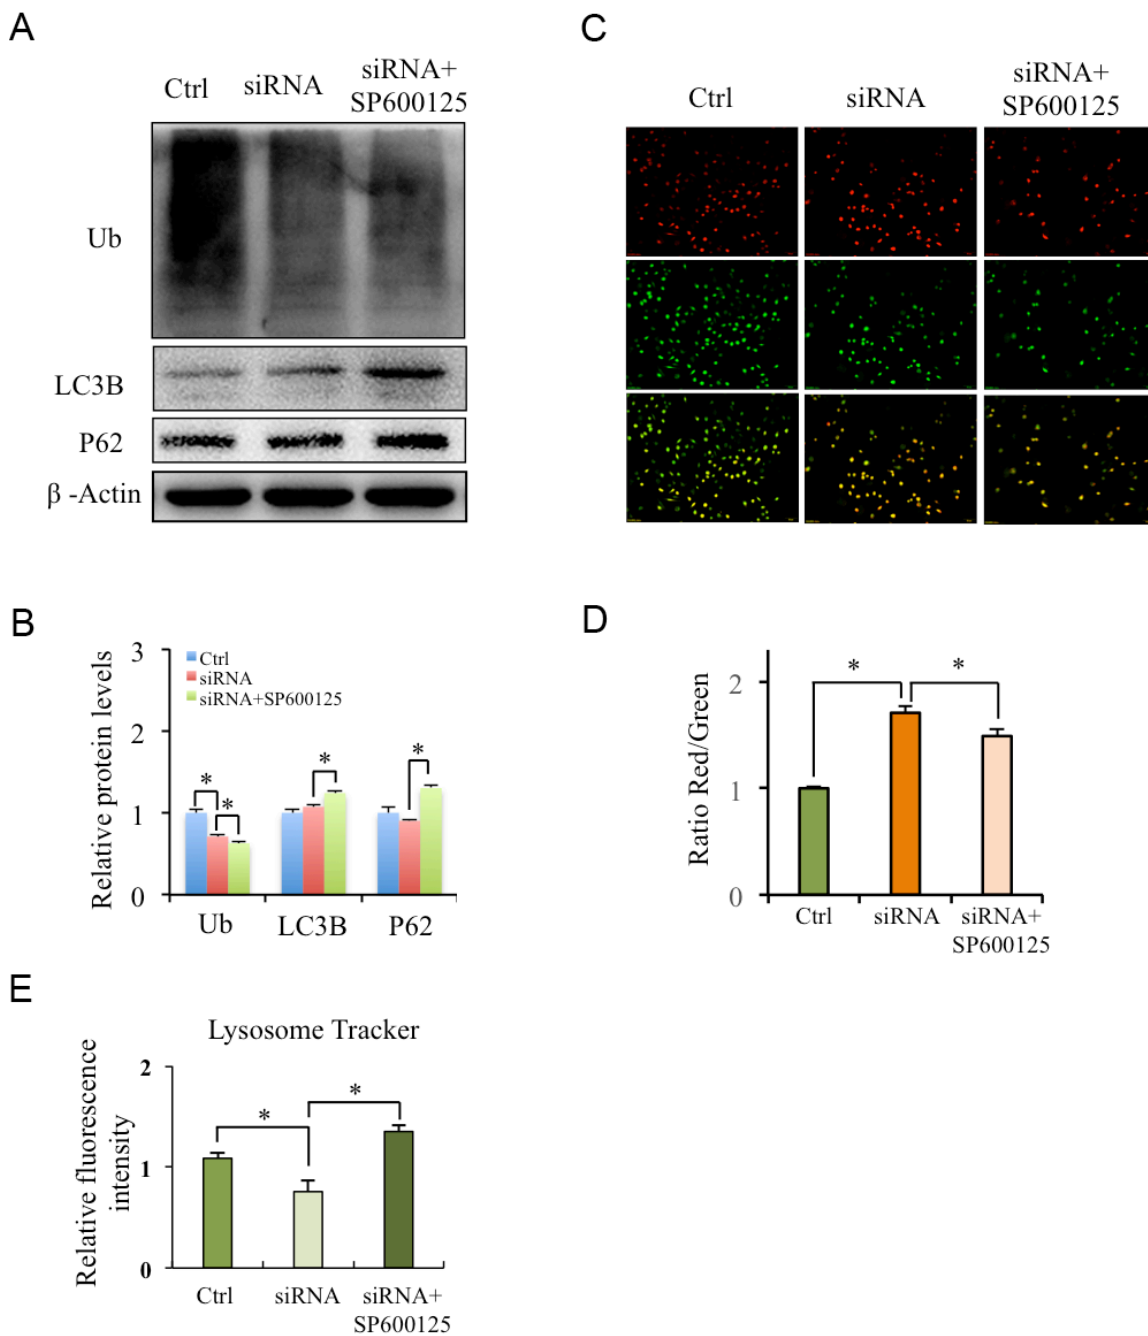 A
Ctrl
siRNA
siRNA+
SP600125
Ub
LC3B
P62
β -Actin
C
Ctrl
siRNA
siRNA+
SP600125
B
Relative protein levels
3
2
1
0
Ctrl
siRNA
siRNA+SP600125
*
*
*
*
Ub
LC3B
P62
D
Ratio Red/Green
2
1
0
*
*
Ctrl
siRNA
siRNA+
SP600125
E
Lysosome Tracker
Relative fluorescence
intensity
2
1
0
*
*
Ctrl
siRNA
siRNA+
SP600125